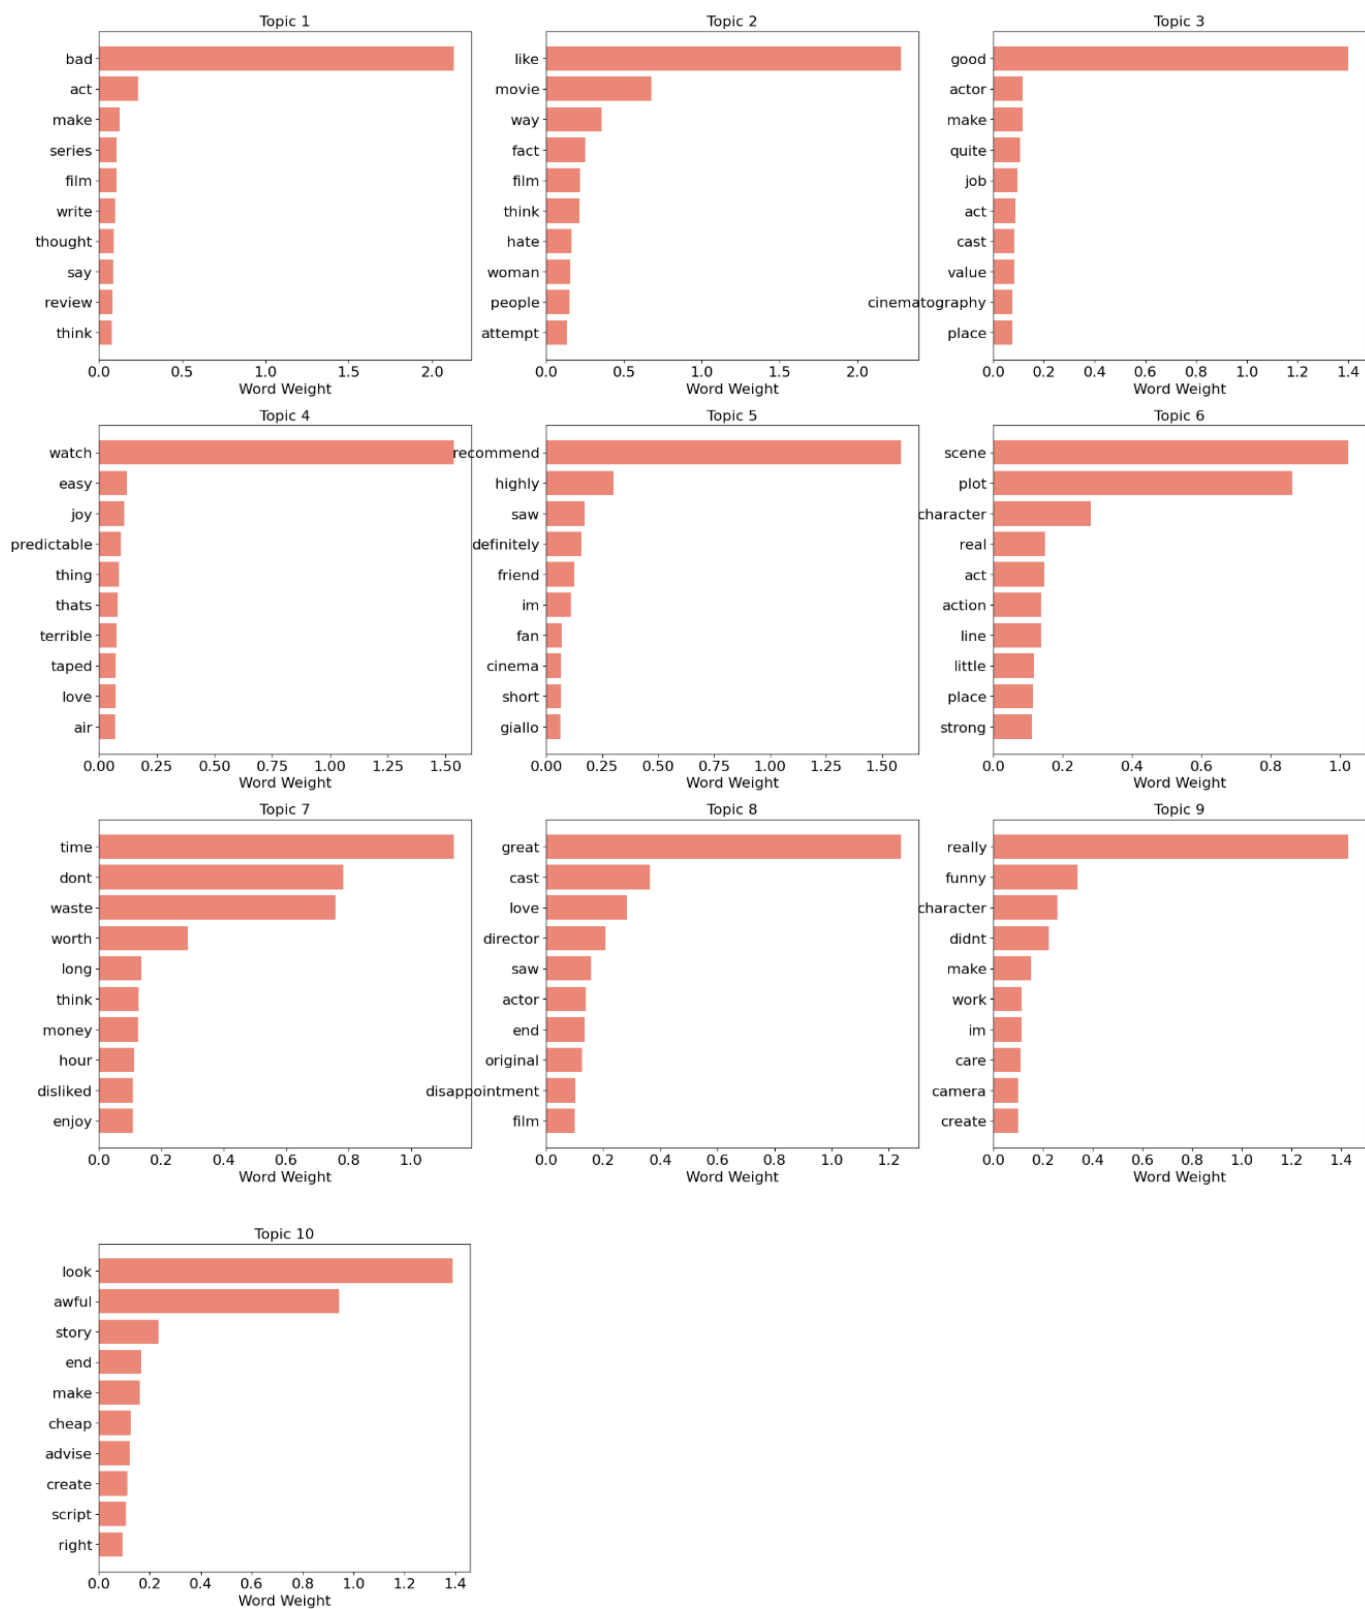 Topic 1
bad
act
make
series
film
write
thought
say
review
think
0.0 0.5 1.0 1.5 2.0
Word Weight
Topic 2
like
movie
way
fact
film
think
hate
woman
people
attempt
0.0 0.5 1.0 1.5 2.0
Word Weight
Topic 3
good
actor
make
quite
job
act
cast
value
cinematography
place
0.0 0.2 0.4 0.6 0.8 1.0 1.2 1.4
Word Weight
Topic 4
watch
easy
joy
predictable
thing
thats
terrible
taped
love
air
0.00 0.25 0.50 0.75 1.00 1.25 1.50
Word Weight
Topic 5
recommend
highly
saw
definitely
friend
im
fan
cinema
short
giallo
0.00 0.25 0.50 0.75 1.00 1.25 1.50
Word Weight
Topic 6
scene
plot
character
real
act
action
line
little
place
strong
0.0 0.2 0.4 0.6 0.8 1.0
Word Weight
Topic 7
time
dont
waste
worth
long
think
money
hour
disliked
enjoy
0.0 0.2 0.4 0.6 0.8 1.0
Word Weight
Topic 8
great
cast
love
director
saw
actor
end
original
disappointment
film
0.0 0.2 0.4 0.6 0.8 1.0 1.2
Word Weight
Topic 9
really
funny
character
didnt
make
work
im
care
camera
create
0.0 0.2 0.4 0.6 0.8 1.0 1.2 1.4
Word Weight
Topic 10
look
awful
story
end
make
cheap
advise
create
script
right
0.0 0.2 0.4 0.6 0.8 1.0 1.2 1.4
Word Weight